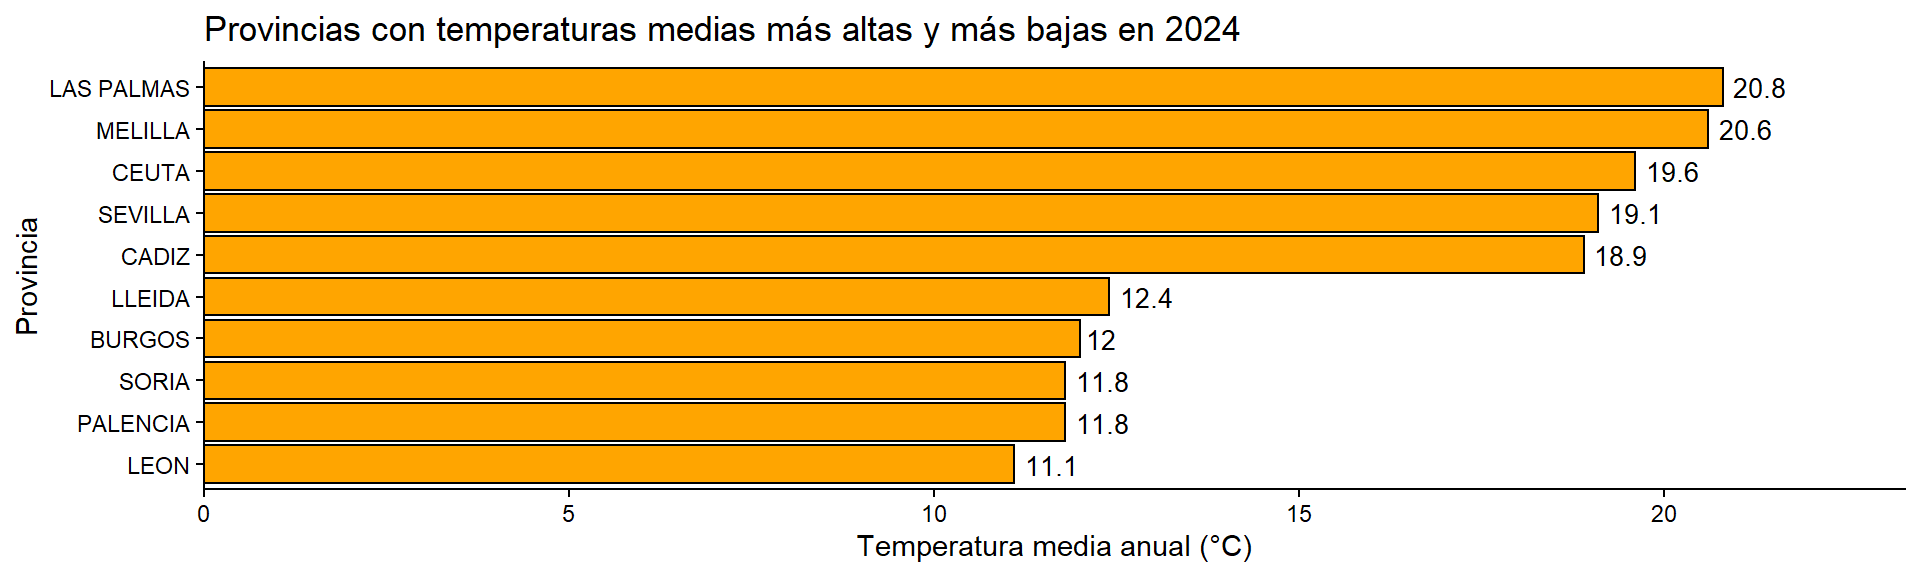 Provincias con temperaturas medias más altas y más bajas en 2024
Provincia
LAS PALMAS 20.8
MELILLA 20.6
CEUTA 19.6
SEVILLA 19.1
CADIZ 18.9
LLEIDA 12.4
BURGOS 12
SORIA 11.8
PALENCIA 11.8
LEON 11.1
0 5 10 15 20
Temperatura media anual (°C)